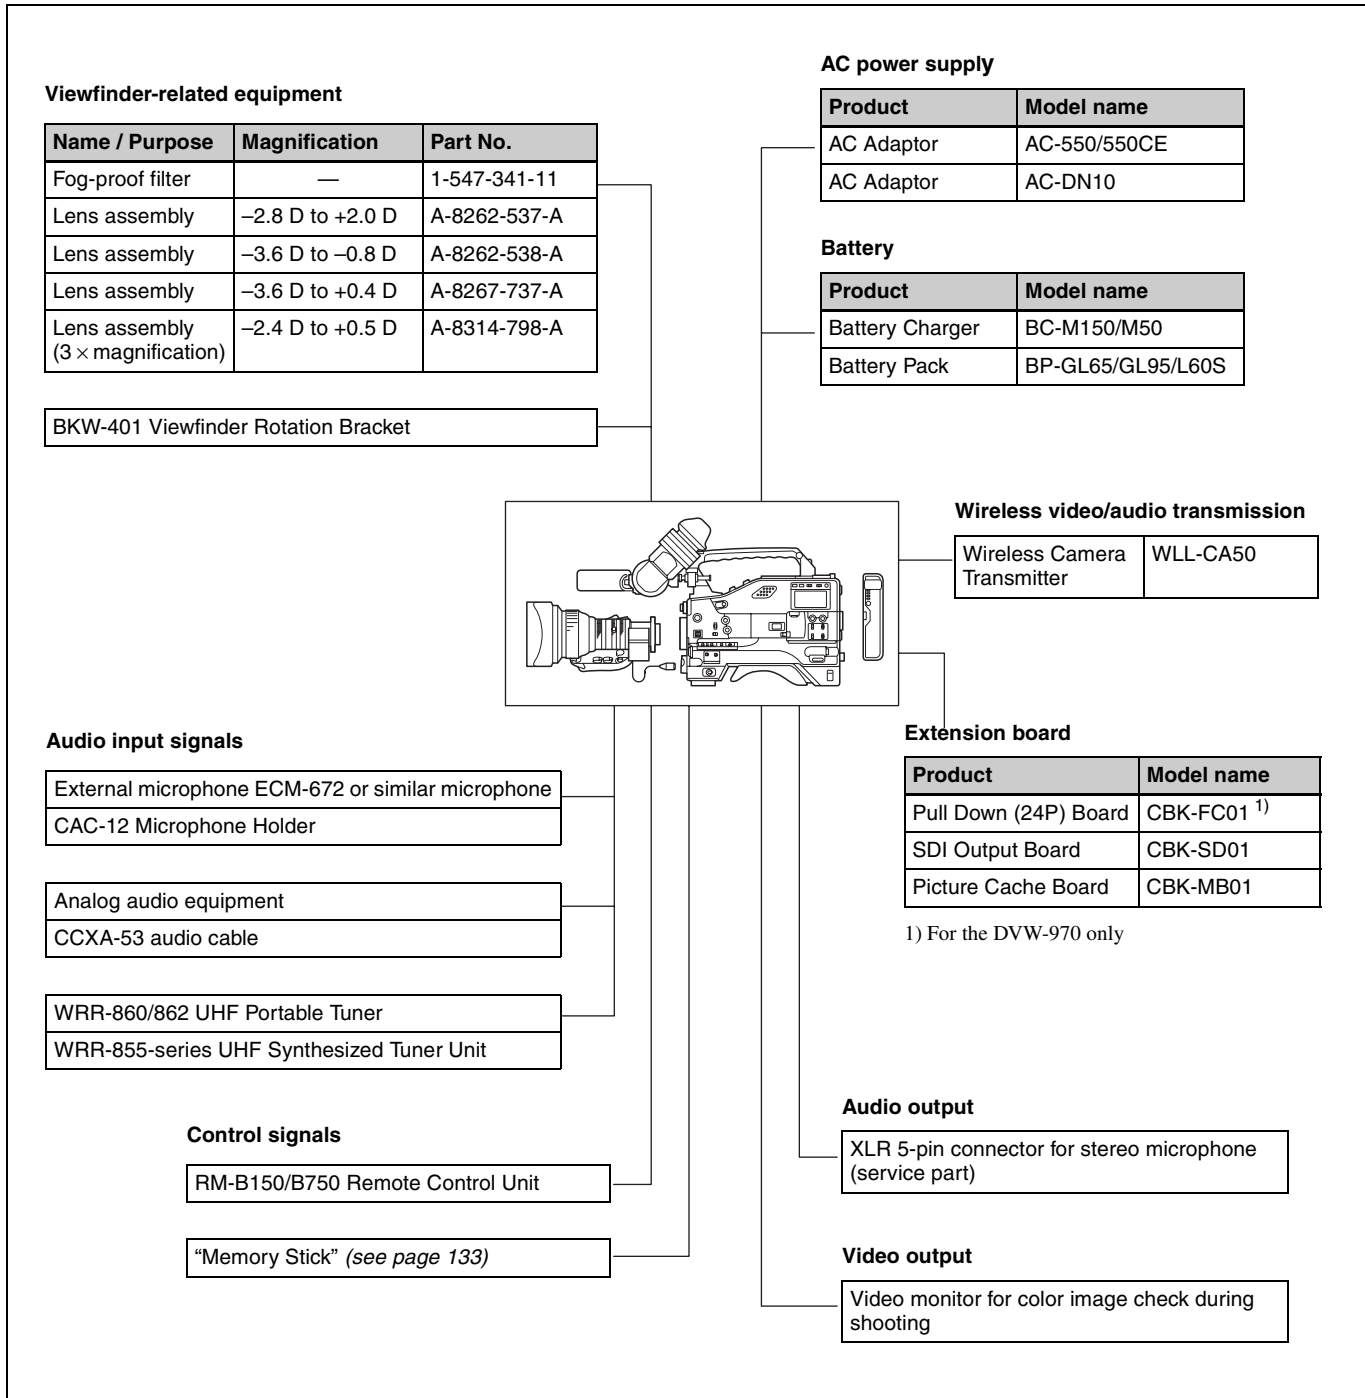 Viewfinder-related equipment
Name / Purpose Magnification Part No.
Fog-proof filter — 1-547-341-11
Lens assembly –2.8 D to +2.0 D A-8262-537-A
Lens assembly –3.6 D to –0.8 D A-8262-538-A
Lens assembly –3.6 D to +0.4 D A-8267-737-A
Lens assembly –2.4 D to +0.5 D A-8314-798-A
(3 × magnification)
BKW-401 Viewfinder Rotation Bracket
AC power supply
Product Model name
AC Adaptor AC-550/550CE
AC Adaptor AC-DN10
Battery
Product Model name
Battery Charger BC-M150/M50
Battery Pack BP-GL65/GL95/L60S
Wireless video/audio transmission
Wireless Camera WLL-CA50
Transmitter
Extension board
Product Model name
Pull Down (24P) Board CBK-FC01 1)
SDI Output Board CBK-SD01
Picture Cache Board CBK-MB01
1) For the DVW-970 only
Audio input signals
External microphone ECM-672 or similar microphone
CAC-12 Microphone Holder
Analog audio equipment
CCXA-53 audio cable
WRR-860/862 UHF Portable Tuner
WRR-855-series UHF Synthesized Tuner Unit
Control signals
RM-B150/B750 Remote Control Unit
“Memory Stick” (see page 133)
Audio output
XLR 5-pin connector for stereo microphone
(service part)
Video output
Video monitor for color image check during
shooting